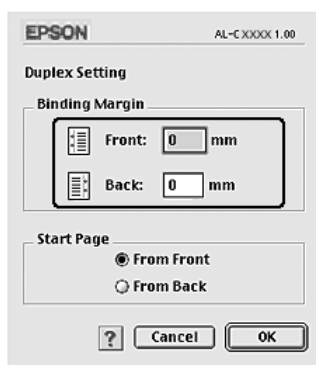 EPSON AL-CXXXX 1.00
Duplex Setting
Binding Margin
Front: 0 mm
Back: 0 mm
Start Page
From Front
From Back
? Cancel OK